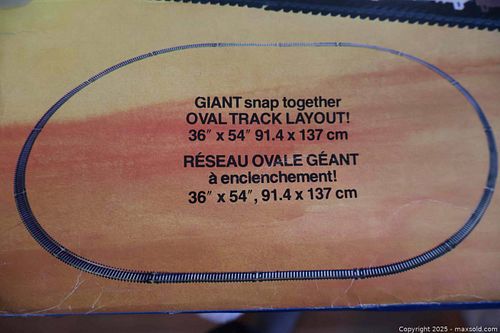 GIANT snap together
OVAL TRACK LAYOUT!
36" x 54" 91.4 x 137 cm
RÉSEAU OVALE GÉANT
à enclenchement!
36" x 54", 91.4 x 137 cm
Copyright 2025 - maxsold.com